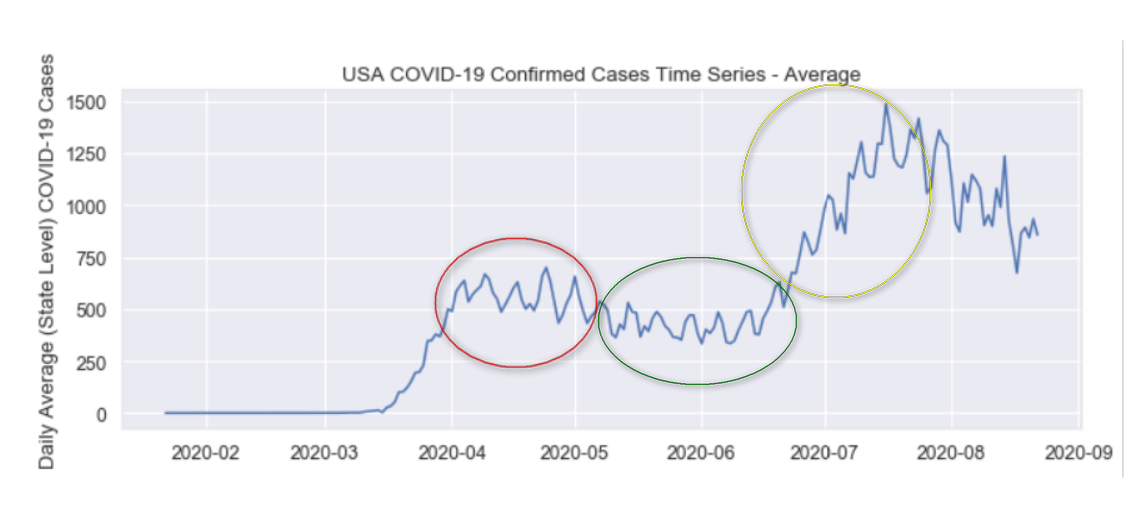 USA COVID-19 Confirmed Cases Time Series - Average
Daily Average (State Level) COVID-19 Cases
1500
1250
1000
750
500
250
0
2020-02 2020-03 2020-04 2020-05 2020-06 2020-07 2020-08 2020-09